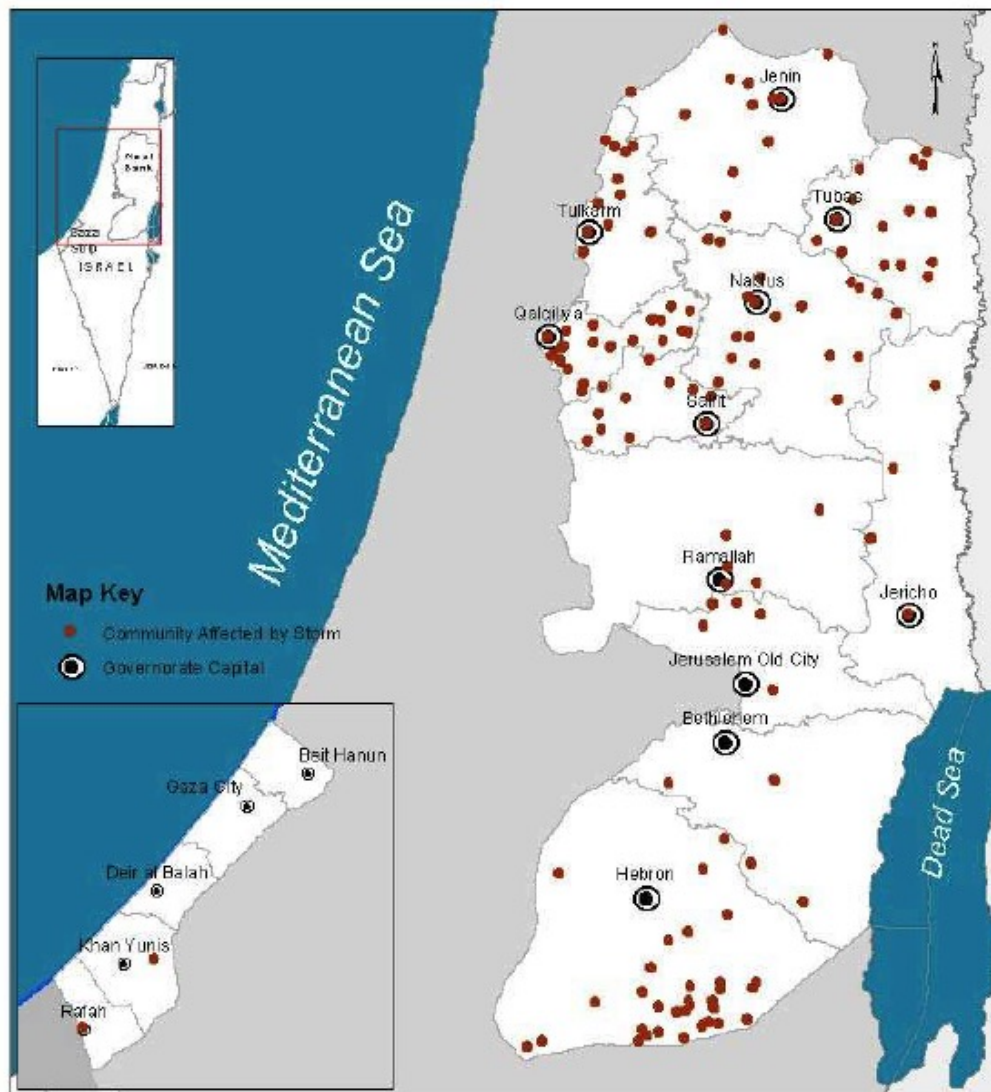 N
Jenin
West
Bank
Tubas
Tulkarm
Gaza
Strip
ISRAEL
Nablus
Qalqiliya
Mediterranean Sea
Salfit
Ramallah
Map Key
Jericho
Community Affected by Storm
Governorate Capital
Jerusalem Old City
Bethlehem
Beit Hanun
Gaza City
Dead Sea
Deir al Balah
Hebron
Khan Yunis
Rafah